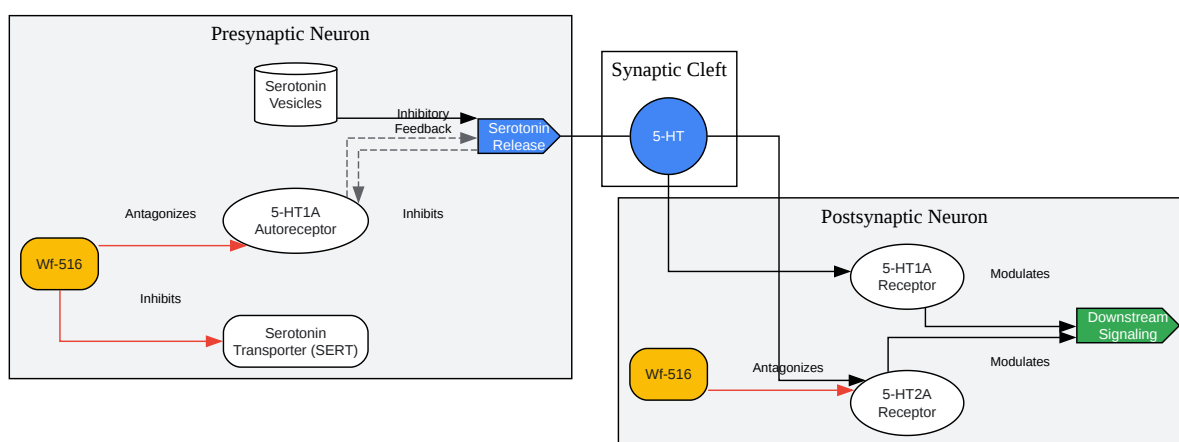 Presynaptic Neuron
Serotonin
Vesicles
Inhibitory
Feedback
Serotonin
Release
5-HT1A
Autoreceptor
Antagonizes
Inhibits
Wf-516
Inhibits
Serotonin
Transporter (SERT)
Synaptic Cleft
5-HT
Postsynaptic Neuron
5-HT1A
Receptor
Modulates
Downstream
Signaling
Wf-516
Antagonizes
Modulates
5-HT2A
Receptor